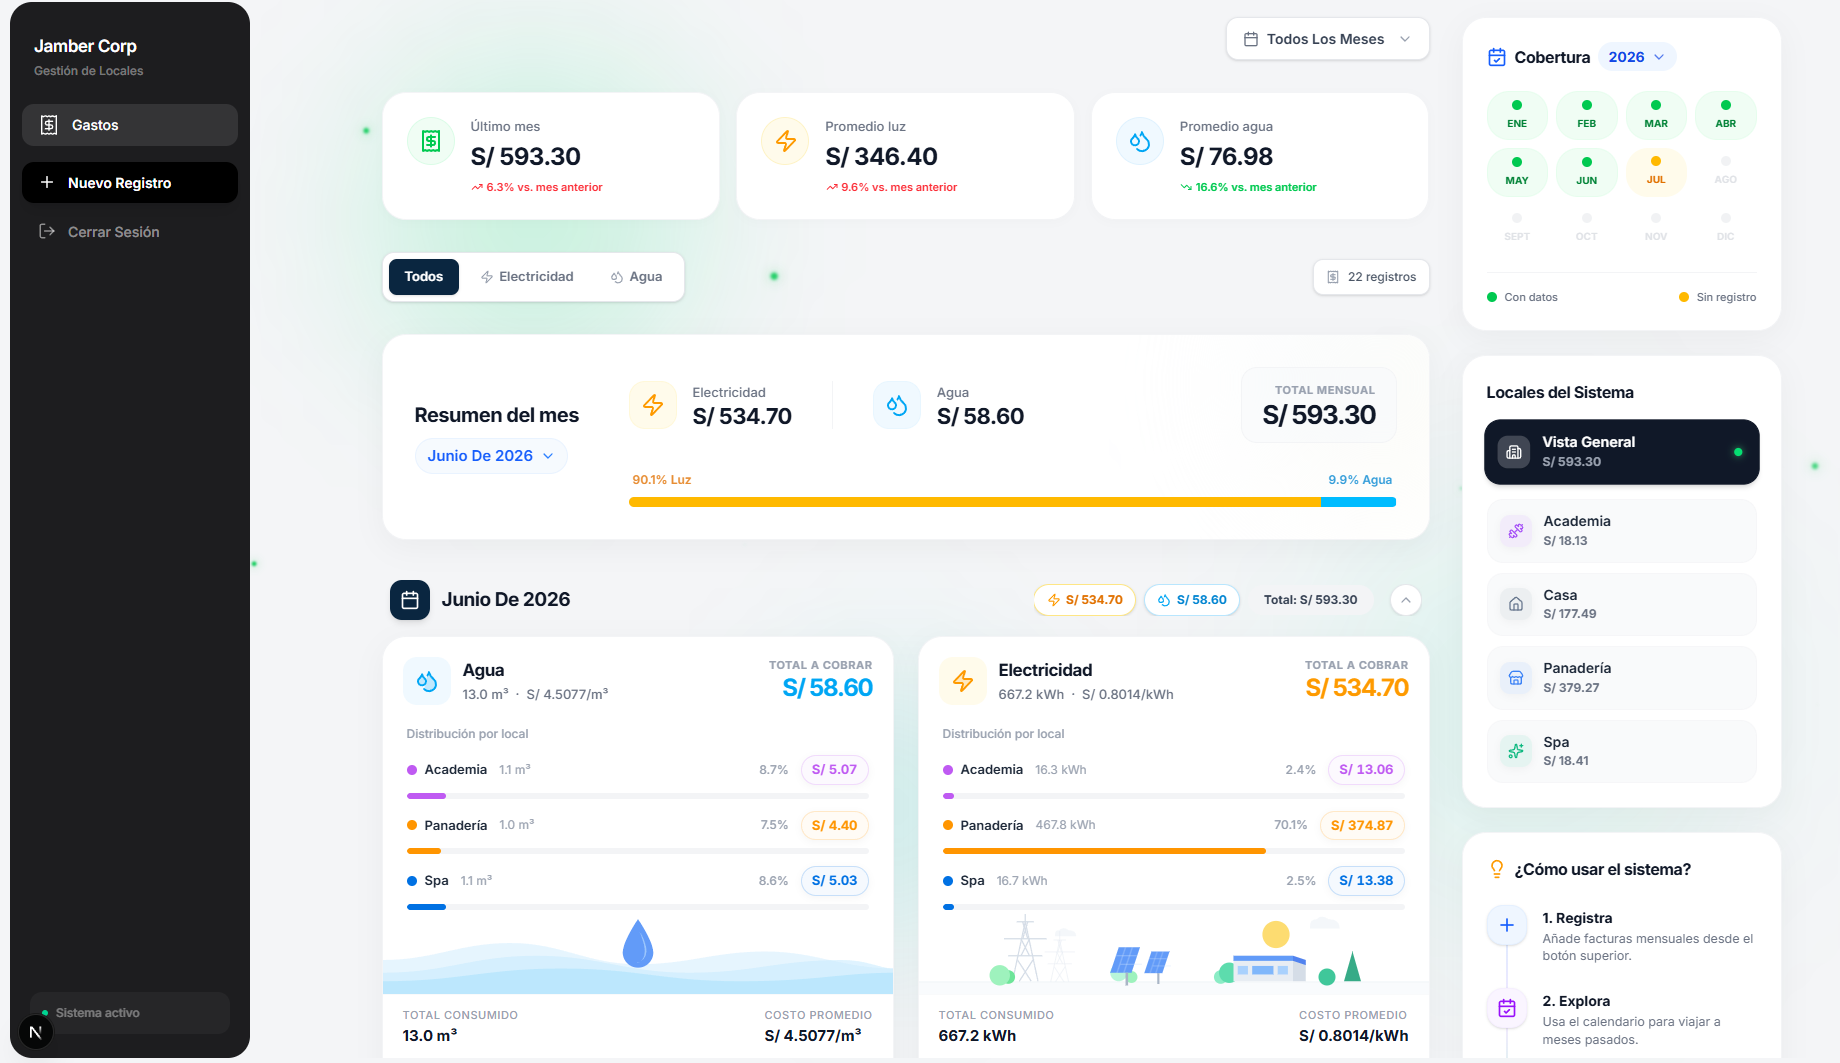 Jamber Corp
Gestión de Locales
Gastos
Nuevo Registro
Cerrar Sesión
Sistema activo
N
Todos Los Meses
Último mes
S/ 593.30
6.3% vs. mes anterior
Promedio luz
S/ 346.40
9.6% vs. mes anterior
Promedio agua
S/ 76.98
16.6% vs. mes anterior
Todos
Electricidad
Agua
22 registros
Resumen del mes
Junio De 2026
Electricidad
S/ 534.70
Agua
S/ 58.60
TOTAL MENSUAL
S/ 593.30
90.1% Luz
9.9% Agua
Junio De 2026
S/ 534.70
S/ 58.60
Total: S/ 593.30
Agua
13.0 m³ · S/ 4.5077/m³
TOTAL A COBRAR
S/ 58.60
Distribución por local
Academia 1.1 m³ 8.7% S/ 5.07
Panadería 1.0 m³ 7.5% S/ 4.40
Spa 1.1 m³ 8.6% S/ 5.03
TOTAL CONSUMIDO
13.0 m³
COSTO PROMEDIO
S/ 4.5077/m³
Electricidad
667.2 kWh · S/ 0.8014/kWh
TOTAL A COBRAR
S/ 534.70
Distribución por local
Academia 16.3 kWh 2.4% S/ 13.06
Panadería 467.8 kWh 70.1% S/ 374.87
Spa 16.7 kWh 2.5% S/ 13.38
TOTAL CONSUMIDO
667.2 kWh
COSTO PROMEDIO
S/ 0.8014/kWh
Cobertura 2026
ENE FEB MAR ABR
MAY JUN JUL AGO
SEPT OCT NOV DIC
Con datos
Sin registro
Locales del Sistema
Vista General
S/ 593.30
Academia
S/ 18.13
Casa
S/ 177.49
Panadería
S/ 379.27
Spa
S/ 18.41
¿Cómo usar el sistema?
1. Registra
Añade facturas mensuales desde el
botón superior.
2. Explora
Usa el calendario para viajar a
meses pasados.